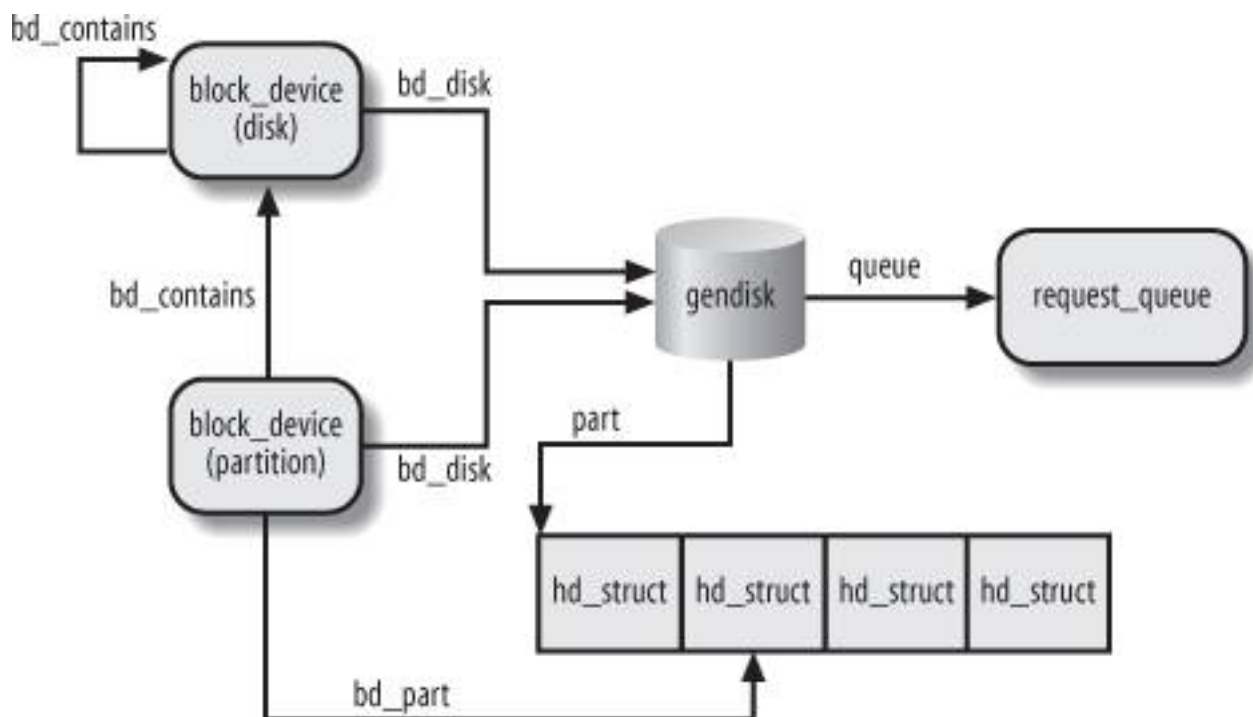 bd_contains
block_device
(disk)
bd_disk
bd_contains
gendisk
queue
request_queue
block_device
(partition)
bd_disk
part
hd_struct
hd_struct
hd_struct
hd_struct
bd_part